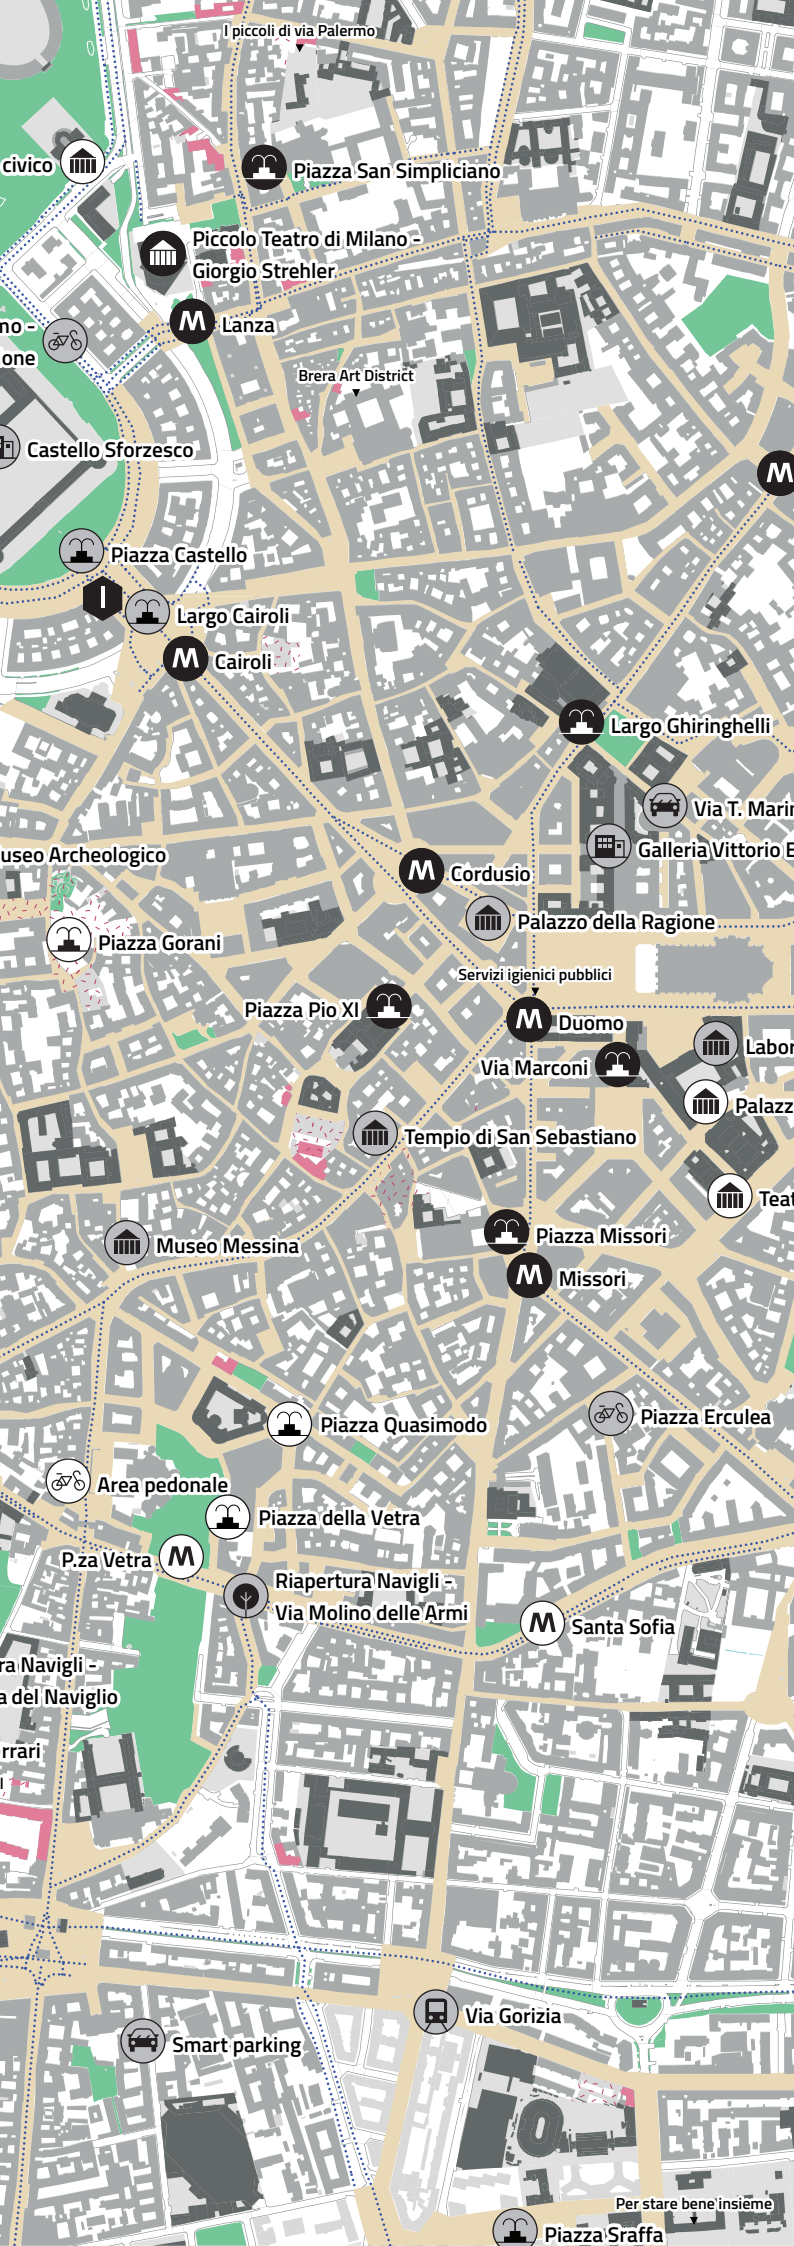 I piccoli di via Palermo
civico
Piazza San Simpliciano
Piccolo Teatro di Milano -
Giorgio Strehler
M Lanza
mo -
ione
Brera Art District
Castello Sforzesco
M
Piazza Castello
I
Largo Cairoli
M Cairoli
Largo Ghiringhelli
Via T. Marin
Galleria Vittorio E
useo Archeologico
M Cordusio
Palazzo della Ragione
Piazza Gorani
Servizi igienici pubblici
Piazza Pio XI
M Duomo
Labor
Via Marconi
Palazz
Tempio di San Sebastiano
Teat
Piazza Missori
Museo Messina
M Missori
Piazza Erculea
Piazza Quasimodo
Area pedonale
Piazza della Vetra
P.za Vetra M
Riapertura Navigli -
Via Molino delle Armi
M Santa Sofia
ra Navigli -
a del Naviglio
rrari
Via Gorizia
Smart parking
Per stare bene insieme
Piazza Sraffa